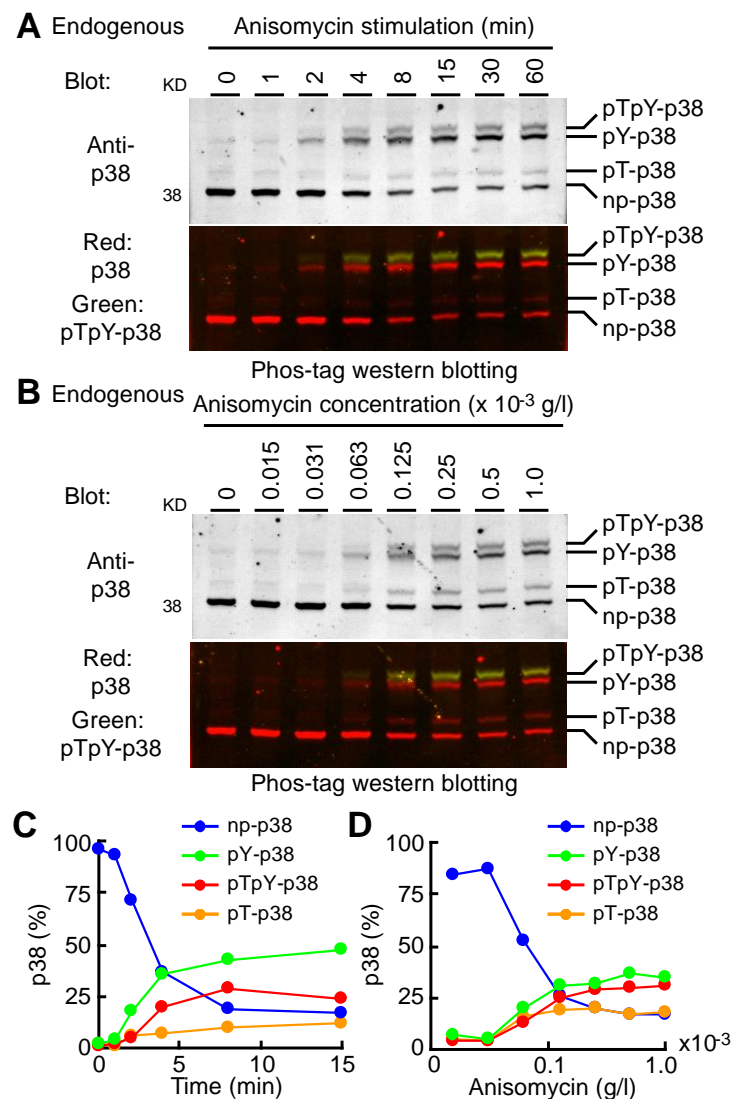 A Endogenous Anisomycin stimulation (min)
Blot: KD 0 1 2 4 8 15 30 60
Anti-
p38
38
pTpY-p38
pY-p38
pT-p38
np-p38
Red:
p38
Green:
pTpY-p38
pTpY-p38
pY-p38
pT-p38
np-p38
Phos-tag western blotting
B Endogenous
Anisomycin concentration (x 10-3 g/l)
Blot: KD 0 0.015 0.031 0.063 0.125 0.25 0.5 1.0
Anti-
p38
38
pTpY-p38
pY-p38
pT-p38
np-p38
Red:
p38
Green:
pTpY-p38
pTpY-p38
pY-p38
pT-p38
np-p38
Phos-tag western blotting
C
np-p38
pY-p38
pTpY-p38
pT-p38
p38 (%)
100
75
50
25
0
0 5 10 15
Time (min)
D
np-p38
pY-p38
pTpY-p38
pT-p38
p38 (%)
100
75
50
25
0
0 0.1 1.0 x10-3
Anisomycin (g/l)